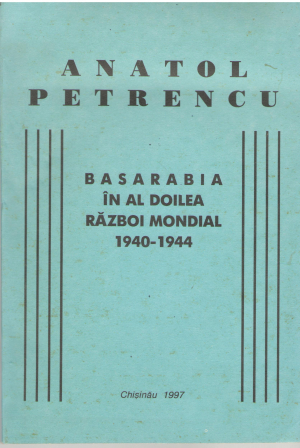 ANATOL
PETRENCU
BASARABIA
ÎN AL DOILEA
RĂZBOI MONDIAL
1940-1944
Chişinău 1997